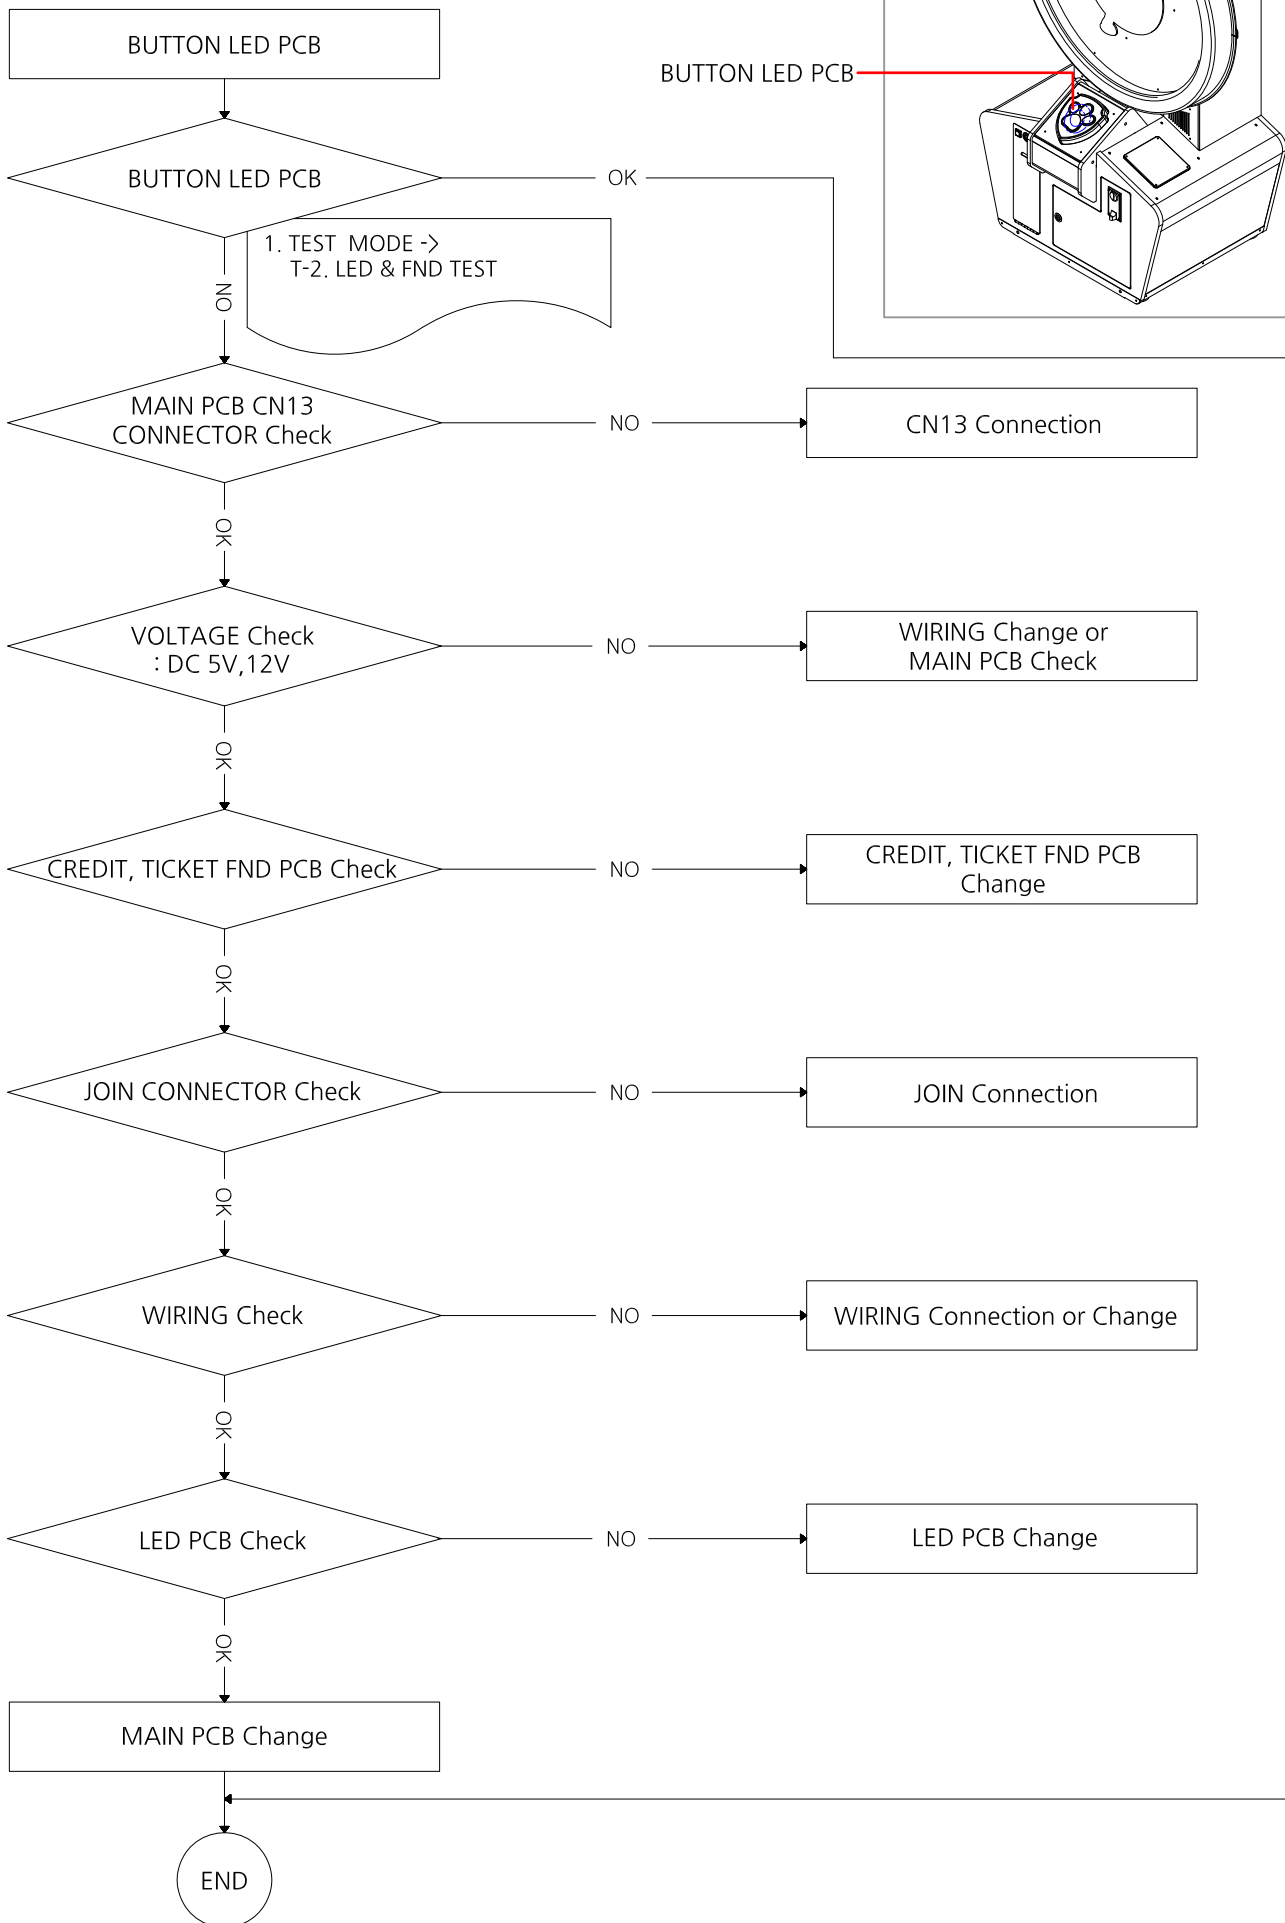 BUTTON LED PCB
BUTTON LED PCB
BUTTON LED PCB
OK
1. TEST MODE ->
T-2. LED & FND TEST
NO
MAIN PCB CN13
CONNECTOR Check
NO
CN13 Connection
OK
VOLTAGE Check
: DC 5V,12V
NO
WIRING Change or
MAIN PCB Check
OK
CREDIT, TICKET FND PCB Check
NO
CREDIT, TICKET FND PCB
Change
OK
JOIN CONNECTOR Check
NO
JOIN Connection
OK
WIRING Check
NO
WIRING Connection or Change
OK
LED PCB Check
NO
LED PCB Change
OK
MAIN PCB Change
END